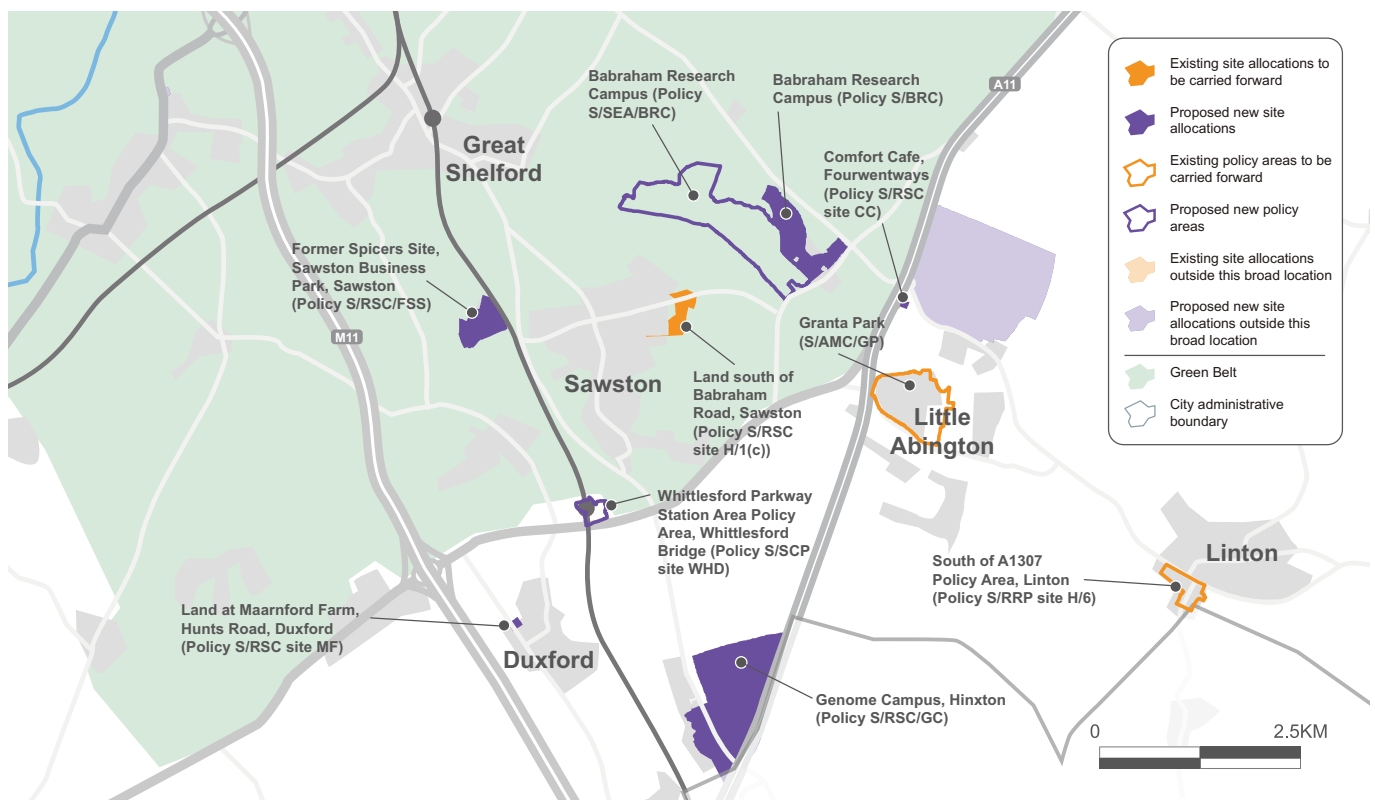 Babraham Research
Campus (Policy
S/SEA/BRC)
Babraham Research
Campus (Policy S/BRC)
A11
Great
Shelford
Comfort Cafe,
Fourwentways
(Policy S/RSC
site CC)
Former Spicers Site,
Sawston Business
Park, Sawston
(Policy S/RSC/FSS)
M11
Granta Park
(S/AMC/GP)
Sawston
Land south of
Babraham
Road, Sawston
(Policy S/RSC
site H/1(c))
Little
Abington
Whittlesford Parkway
Station Area Policy
Area, Whittlesford
Bridge (Policy S/SCP
site WHD)
Linton
South of A1307
Policy Area, Linton
(Policy S/RRP site H/6)
Land at Maarnford Farm,
Hunts Road, Duxford
(Policy S/RSC site MF)
Duxford
Genome Campus, Hinxton
(Policy S/RSC/GC)
Existing site allocations to
be carried forward
Proposed new site
allocations
Existing policy areas to be
carried forward
Proposed new policy
areas
Existing site allocations
outside this broad location
Proposed new site
allocations outside this
broad location
Green Belt
City administrative
boundary
0
2.5KM